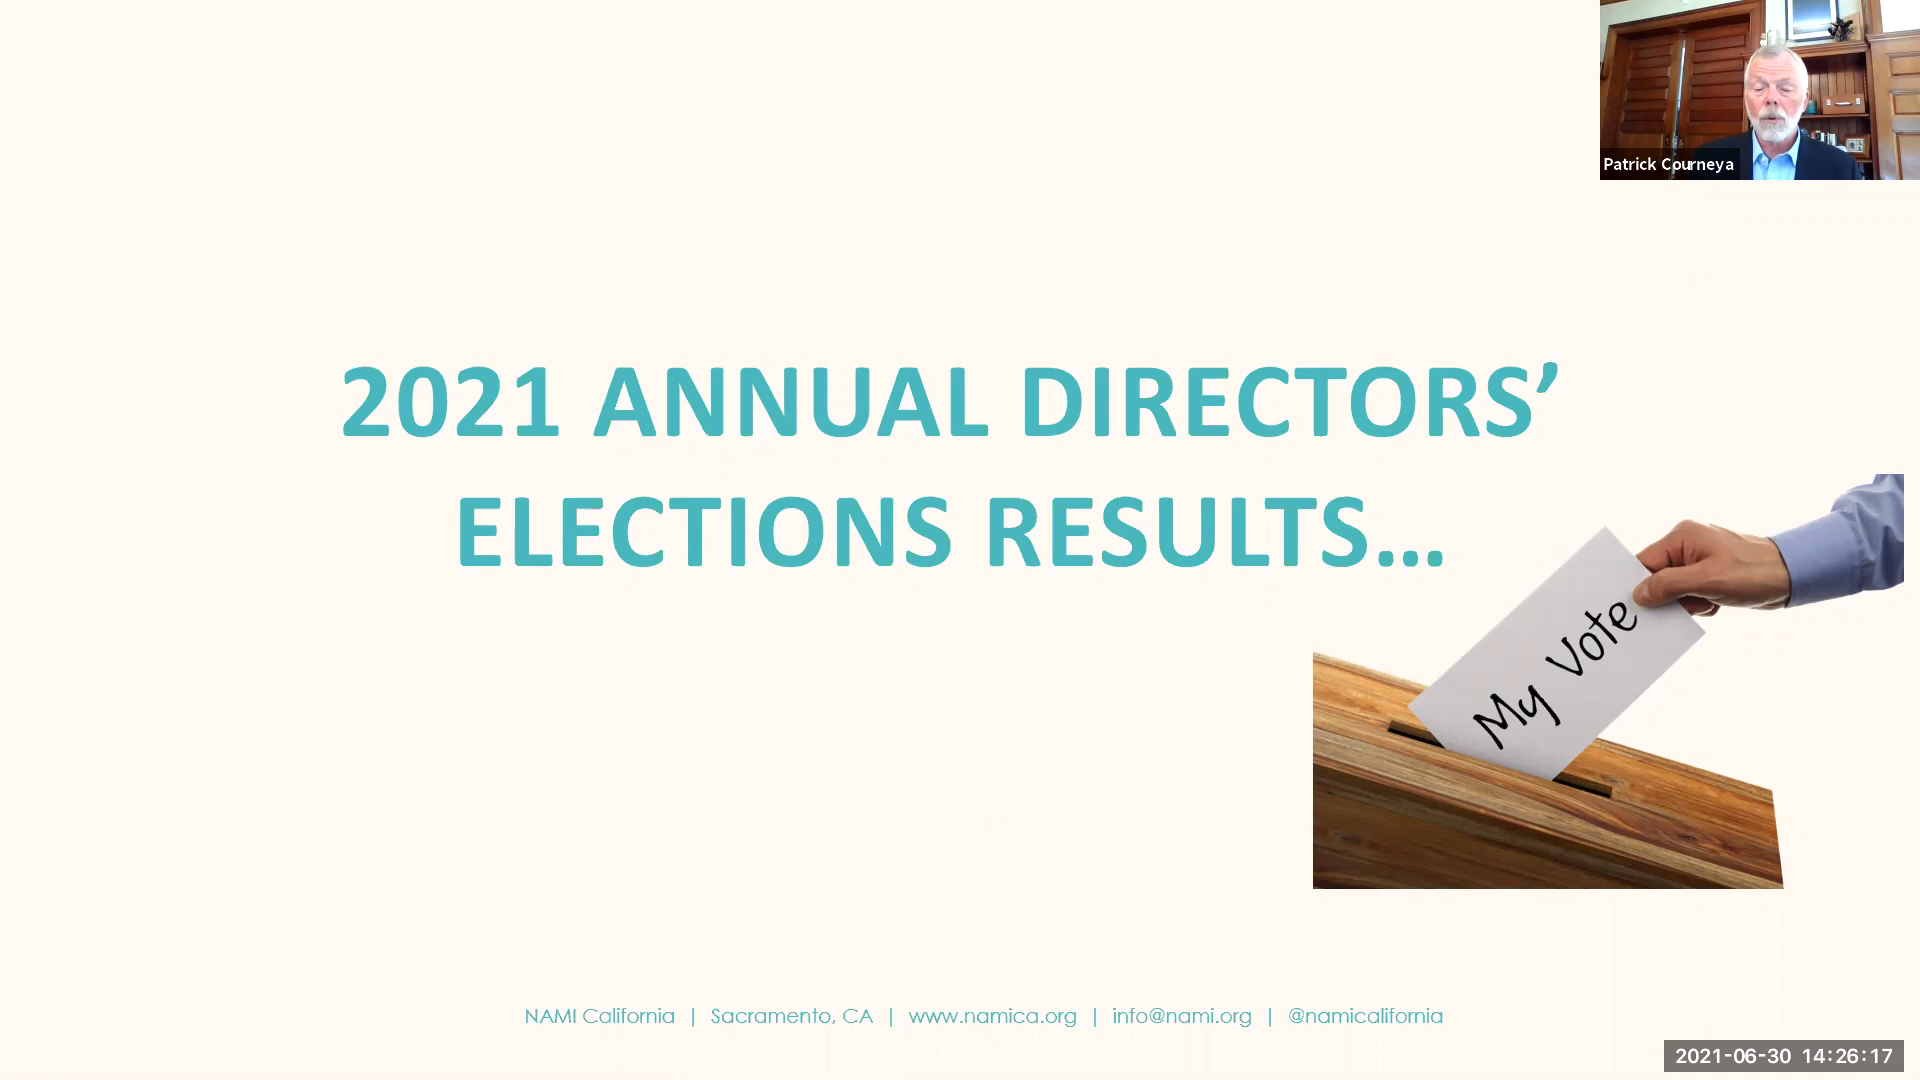 Patrick Courneya
2021 ANNUAL DIRECTORS’
ELECTIONS RESULTS...
My Vote
NAMI California | Sacramento, CA | www.namica.org | info@nami.org | @namicalifornia
2021-06-30 14:26:17